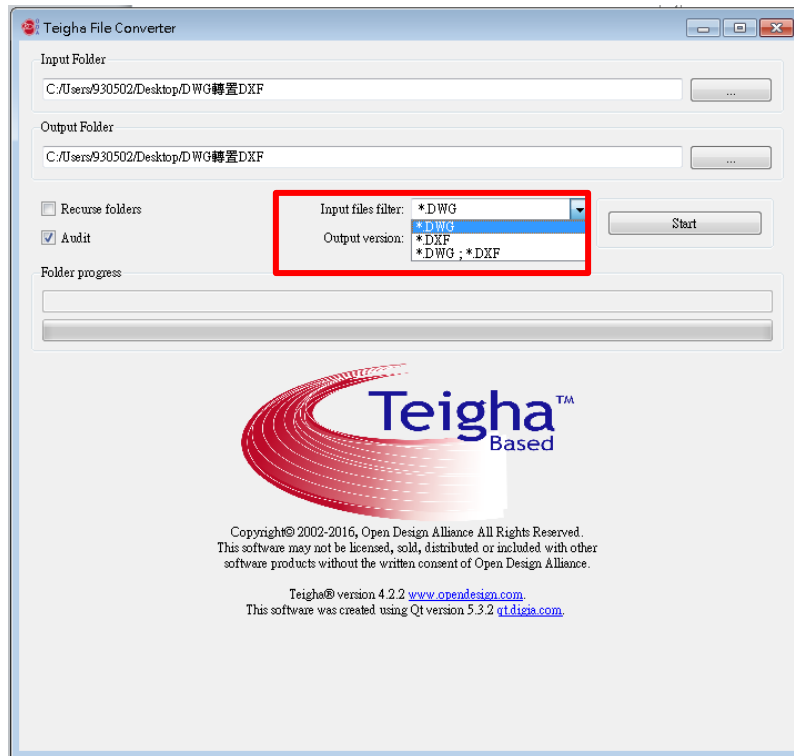 Teigha File Converter
Input Folder
C:/Users/930502/Desktop/DWG轉置DXF
...
Output Folder
C:/Users/930502/Desktop/DWG轉置DXF
...
Recurse folders
Input files filter: *.DWG
Start
*.DWG
Audit
Output version: *.DXF
*.DWG ; *.DXF
Folder progress
Teigha™
Based
Copyright© 2002-2016, Open Design Alliance All Rights Reserved.
This software may not be licensed, sold, distributed or included with other
software products without the written consent of Open Design Alliance.
Teigha® version 4.2.2 www.opendesign.com.
This software was created using Qt version 5.3.2 qt.digia.com.